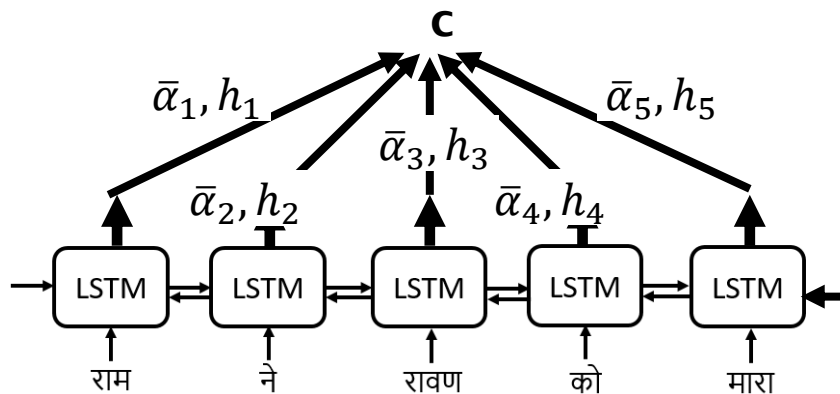 C
ᾱ₁, h₁
ᾱ₅, h₅
ᾱ₃, h₃
ᾱ₂, h₂
ᾱ₄, h₄
LSTM LSTM LSTM LSTM LSTM
राम ने रावण को मारा